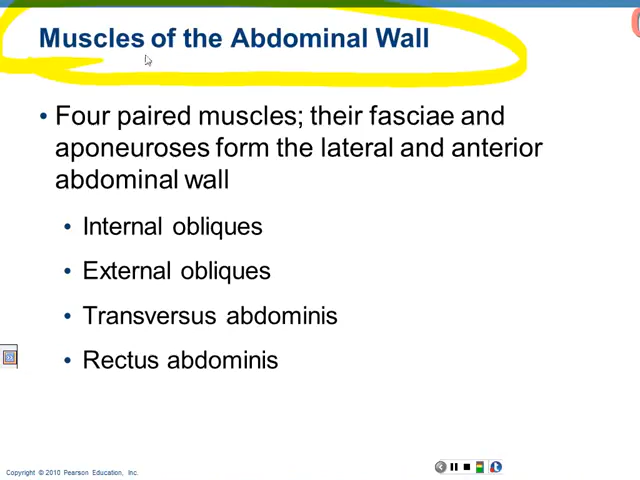 Muscles of the Abdominal Wall
• Four paired muscles; their fasciae and
aponeuroses form the lateral and anterior
abdominal wall
• Internal obliques
• External obliques
• Transversus abdominis
• Rectus abdominis
Copyright © 2010 Pearson Education, Inc.